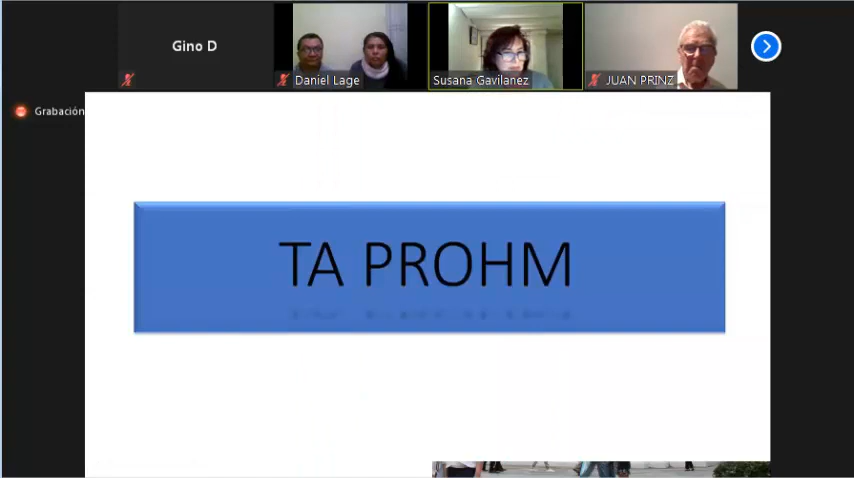 Gino D
Daniel Lage
Susana Gavilanez
JUAN PRINZ
Grabación
TA PROHM